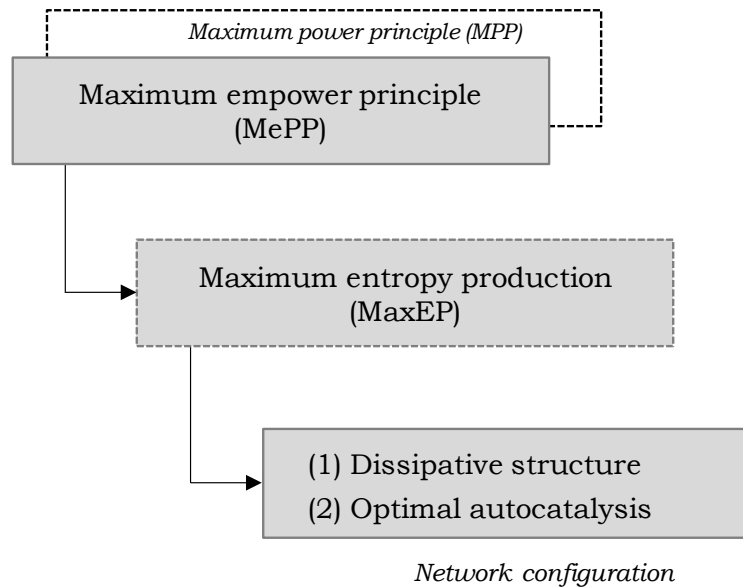 Maximum power principle (MPP)
Maximum empower principle
(MePP)
Maximum entropy production
(MaxEP)
(1) Dissipative structure
(2) Optimal autocatalysis
Network configuration